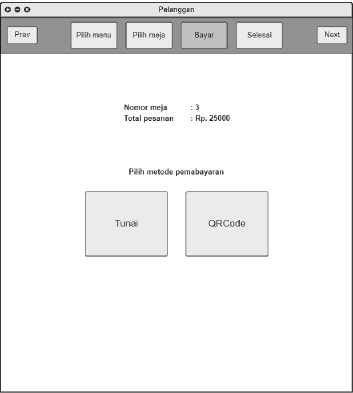 Pelanggan
Prev Pilih menu Pilih meja Bayar Selesai Next
Nomor meja : 3
Total pesanan : Rp. 25000
Pilih metode pemabayaran
Tunai QRCode